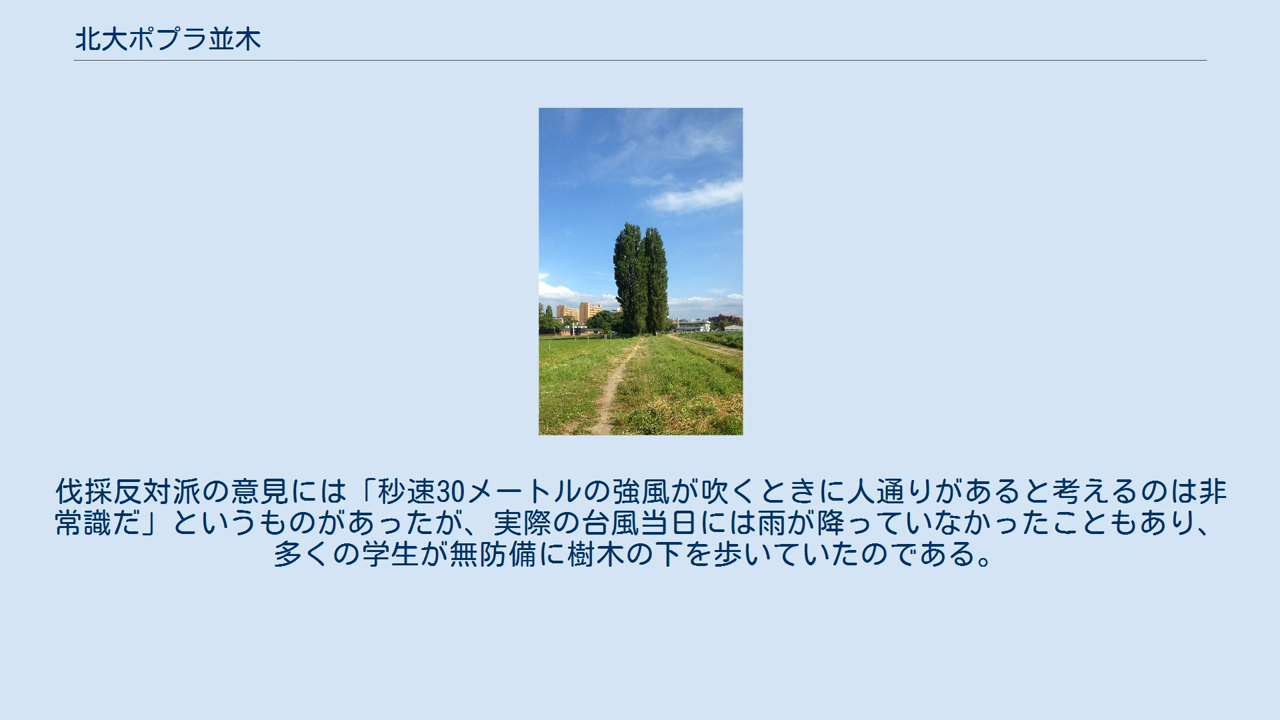 北大ポプラ並木
伐採反対派の意見には「秒速30メートルの強風が吹くときに人通りがあると考えるのは非
常識だ」というものがあったが、実際の台風当日には雨が降っていなかったこともあり、
多くの学生が無防備に樹木の下を歩いていたのである。